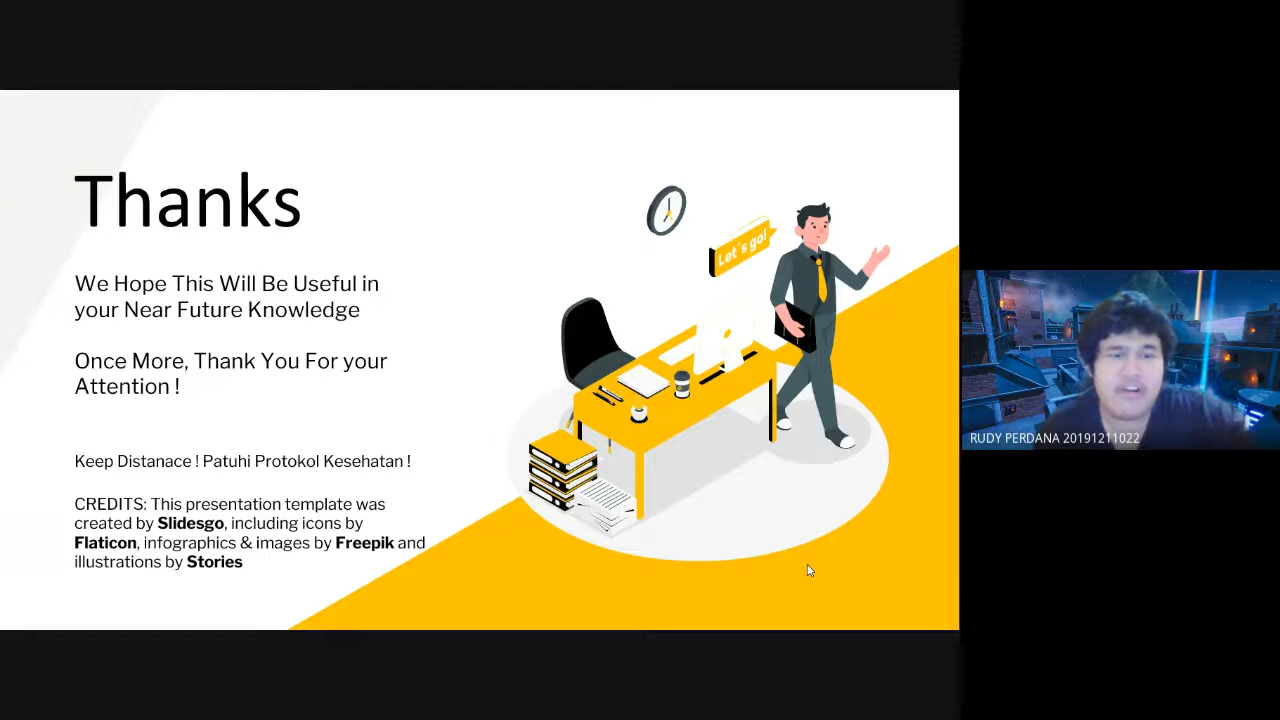 Thanks
We Hope This Will Be Useful in
your Near Future Knowledge
Once More, Thank You For your
Attention !
Keep Distanace ! Patuhi Protokol Kesehatan !
CREDITS: This presentation template was
created by Slidesgo, including icons by
Flaticon, infographics & images by Freepik and
illustrations by Stories
Let´s go!
RUDY PERDANA 20191211022